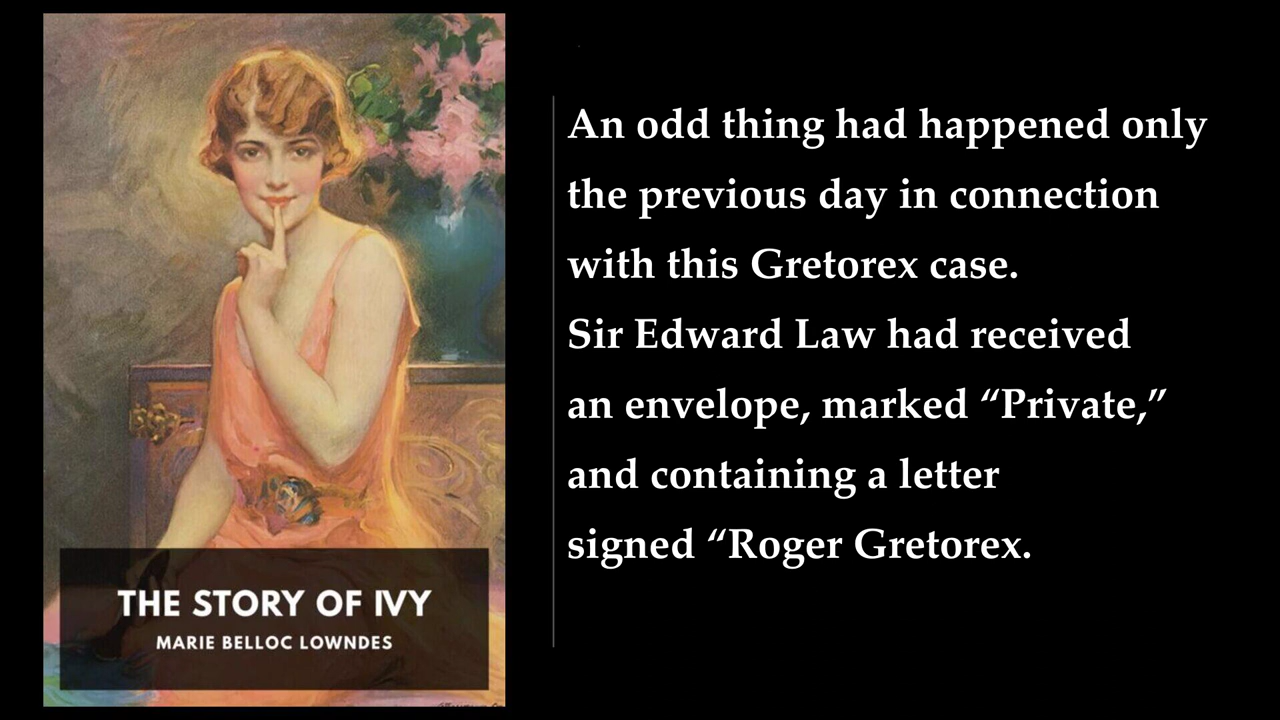 THE STORY OF IVY
MARIE BELLOC LOWNDES
An odd thing had happened only
the previous day in connection
with this Gretorex case.
Sir Edward Law had received
an envelope, marked “Private,”
and containing a letter
signed “Roger Gretorex.